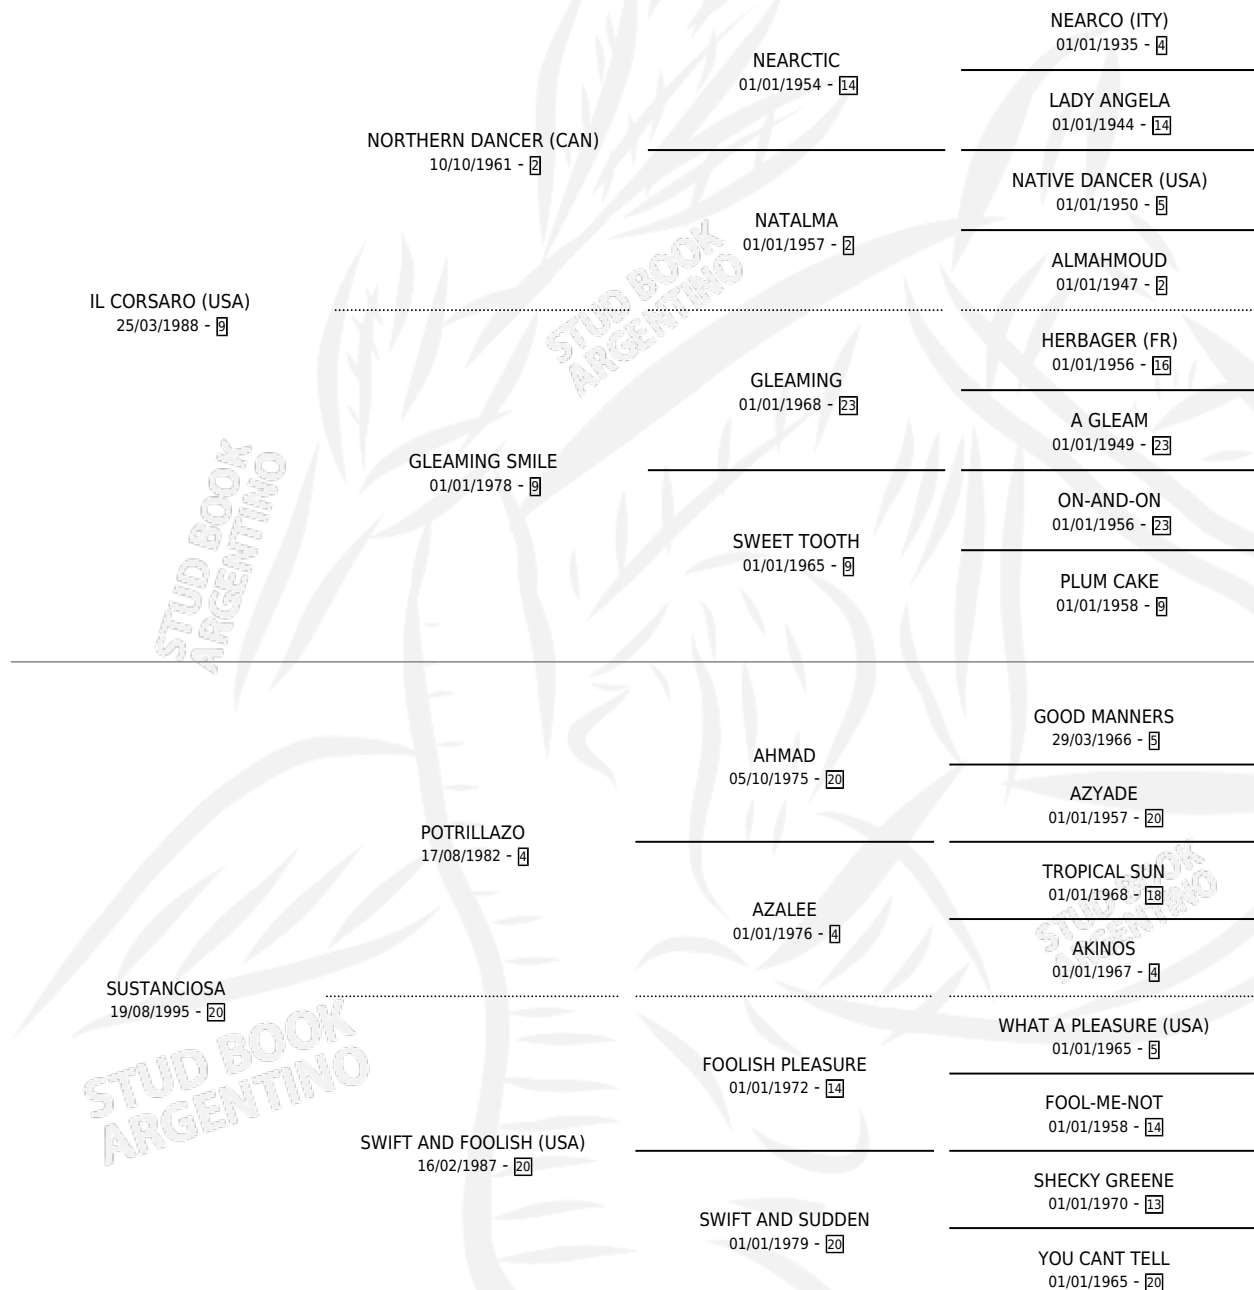 NEARCO (ITY)
01/01/1935 - 4
NEARCTIC
01/01/1954 - 14
LADY ANGELA
01/01/1944 - 14
NORTHERN DANCER (CAN)
10/10/1961 - 2
NATIVE DANCER (USA)
01/01/1950 - 5
NATALMA
01/01/1957 - 2
ALMAHMOUD
01/01/1947 - 2
IL CORSARO (USA)
25/03/1988 - 9
STUD BOOK
ARGENTINO
HERBAGER (FR)
01/01/1956 - 16
GLEAMING
01/01/1968 - 23
A GLEAM
01/01/1949 - 23
GLEAMING SMILE
01/01/1978 - 9
ON-AND-ON
01/01/1956 - 23
SWEET TOOTH
01/01/1965 - 9
PLUM CAKE
01/01/1958 - 9
STUD BOOK
ARGENTINO
GOOD MANNERS
29/03/1966 - 5
AHMAD
05/10/1975 - 20
AZYADE
01/01/1957 - 20
POTRILLAZO
17/08/1982 - 4
TROPICAL SUN
01/01/1968 - 18
AZALEE
01/01/1976 - 4
AKINOS
01/01/1967 - 4
STUD BOOK
ARGENTINO
SUSTANCIOSA
19/08/1995 - 20
STUD BOOK
ARGENTINO
WHAT A PLEASURE (USA)
01/01/1965 - 5
FOOLISH PLEASURE
01/01/1972 - 14
FOOL-ME-NOT
01/01/1958 - 14
SWIFT AND FOOLISH (USA)
16/02/1987 - 20
SHECKY GREENE
01/01/1970 - 13
SWIFT AND SUDDEN
01/01/1979 - 20
YOU CANT TELL
01/01/1965 - 20